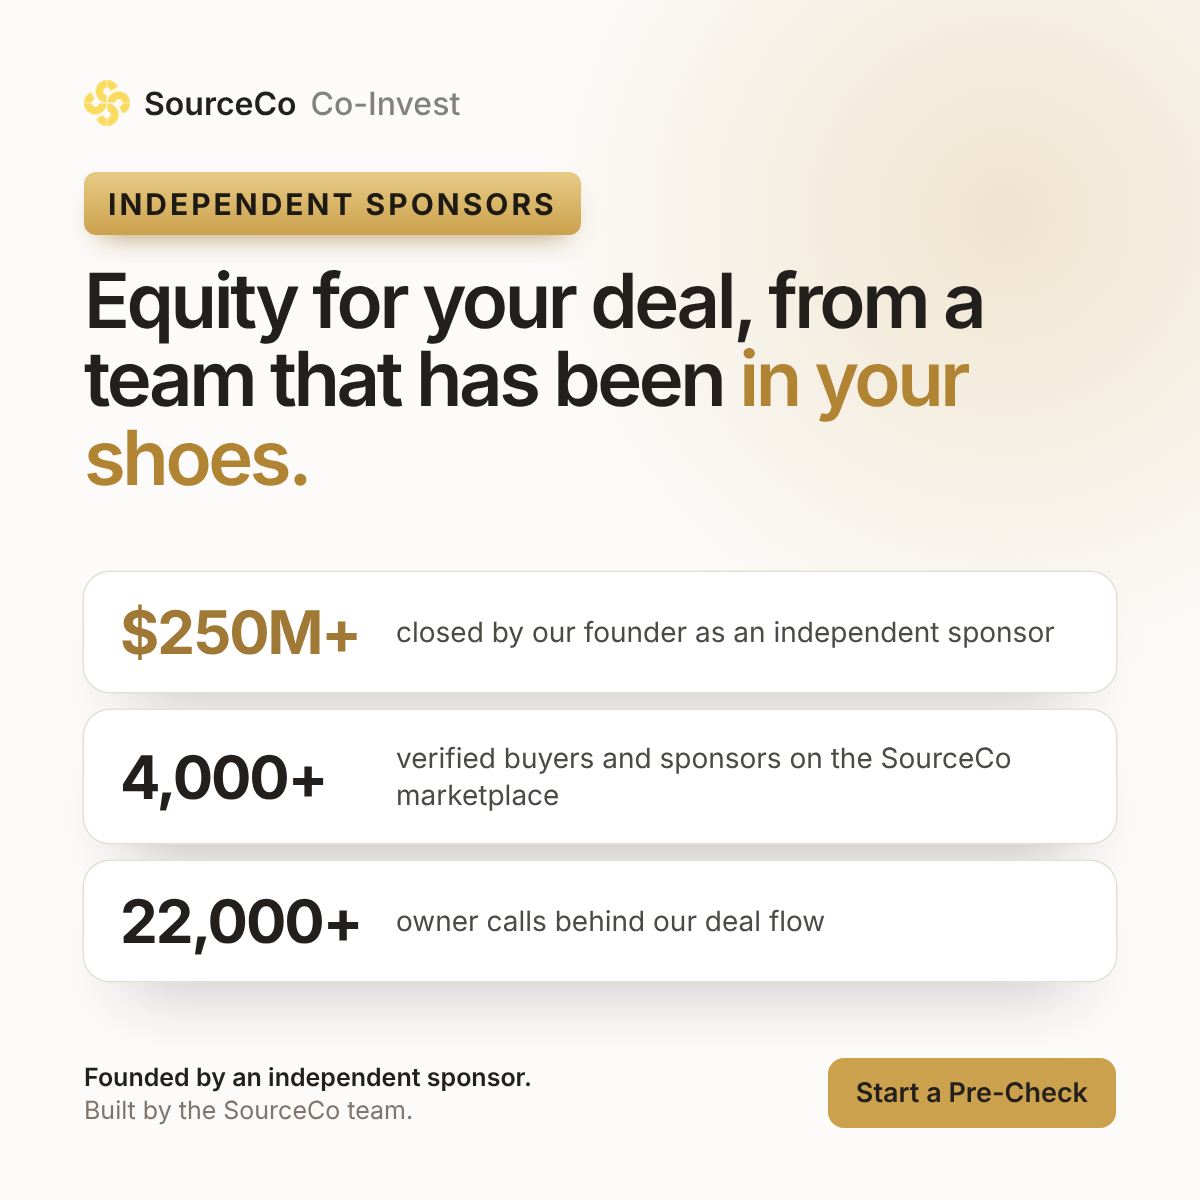 SourceCo Co-Invest
INDEPENDENT SPONSORS
Equity for your deal, from a
team that has been in your
shoes.
$250M+ closed by our founder as an independent sponsor
4,000+ verified buyers and sponsors on the SourceCo
marketplace
22,000+ owner calls behind our deal flow
Founded by an independent sponsor.
Built by the SourceCo team.
Start a Pre-Check